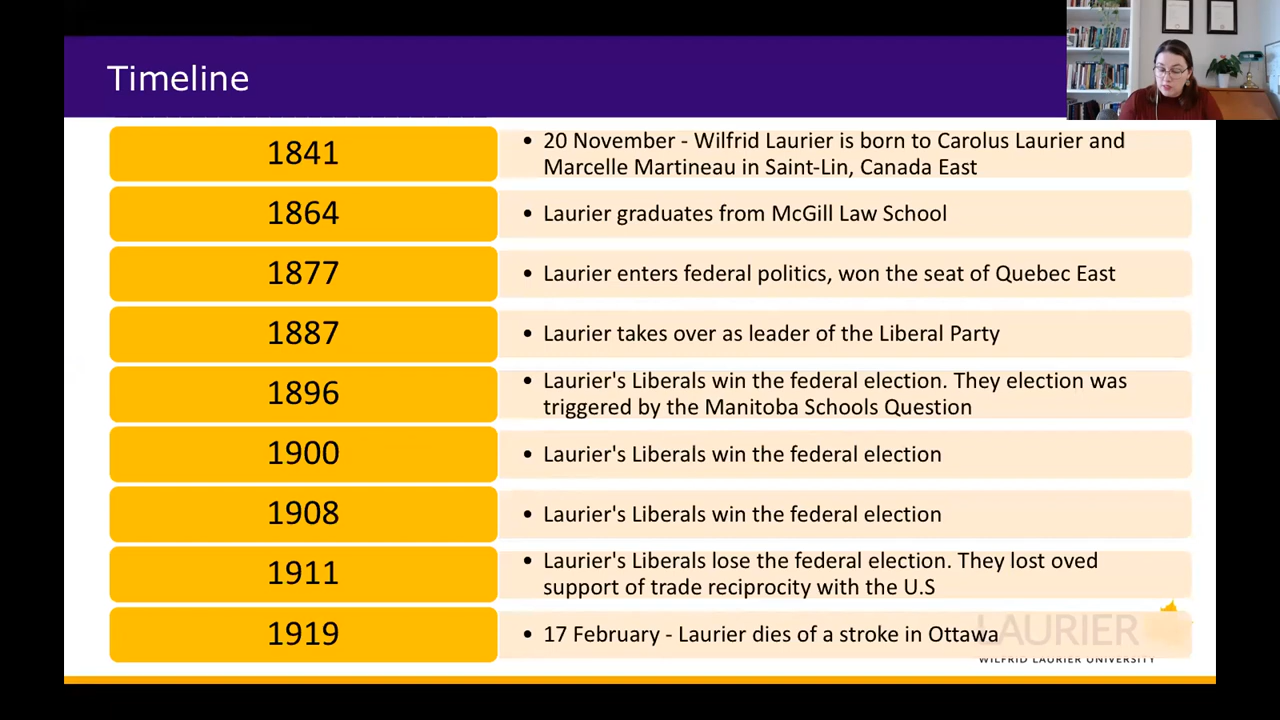 Timeline
1841
• 20 November - Wilfrid Laurier is born to Carolus Laurier and
Marcelle Martineau in Saint-Lin, Canada East
1864
• Laurier graduates from McGill Law School
1877
• Laurier enters federal politics, won the seat of Quebec East
1887
• Laurier takes over as leader of the Liberal Party
1896
• Laurier's Liberals win the federal election. They election was
triggered by the Manitoba Schools Question
1900
• Laurier's Liberals win the federal election
1908
• Laurier's Liberals win the federal election
1911
• Laurier's Liberals lose the federal election. They lost oved
support of trade reciprocity with the U.S
1919
• 17 February - Laurier dies of a stroke in Ottawa
LAURIER
WILFRID LAURIER UNIVERSITY